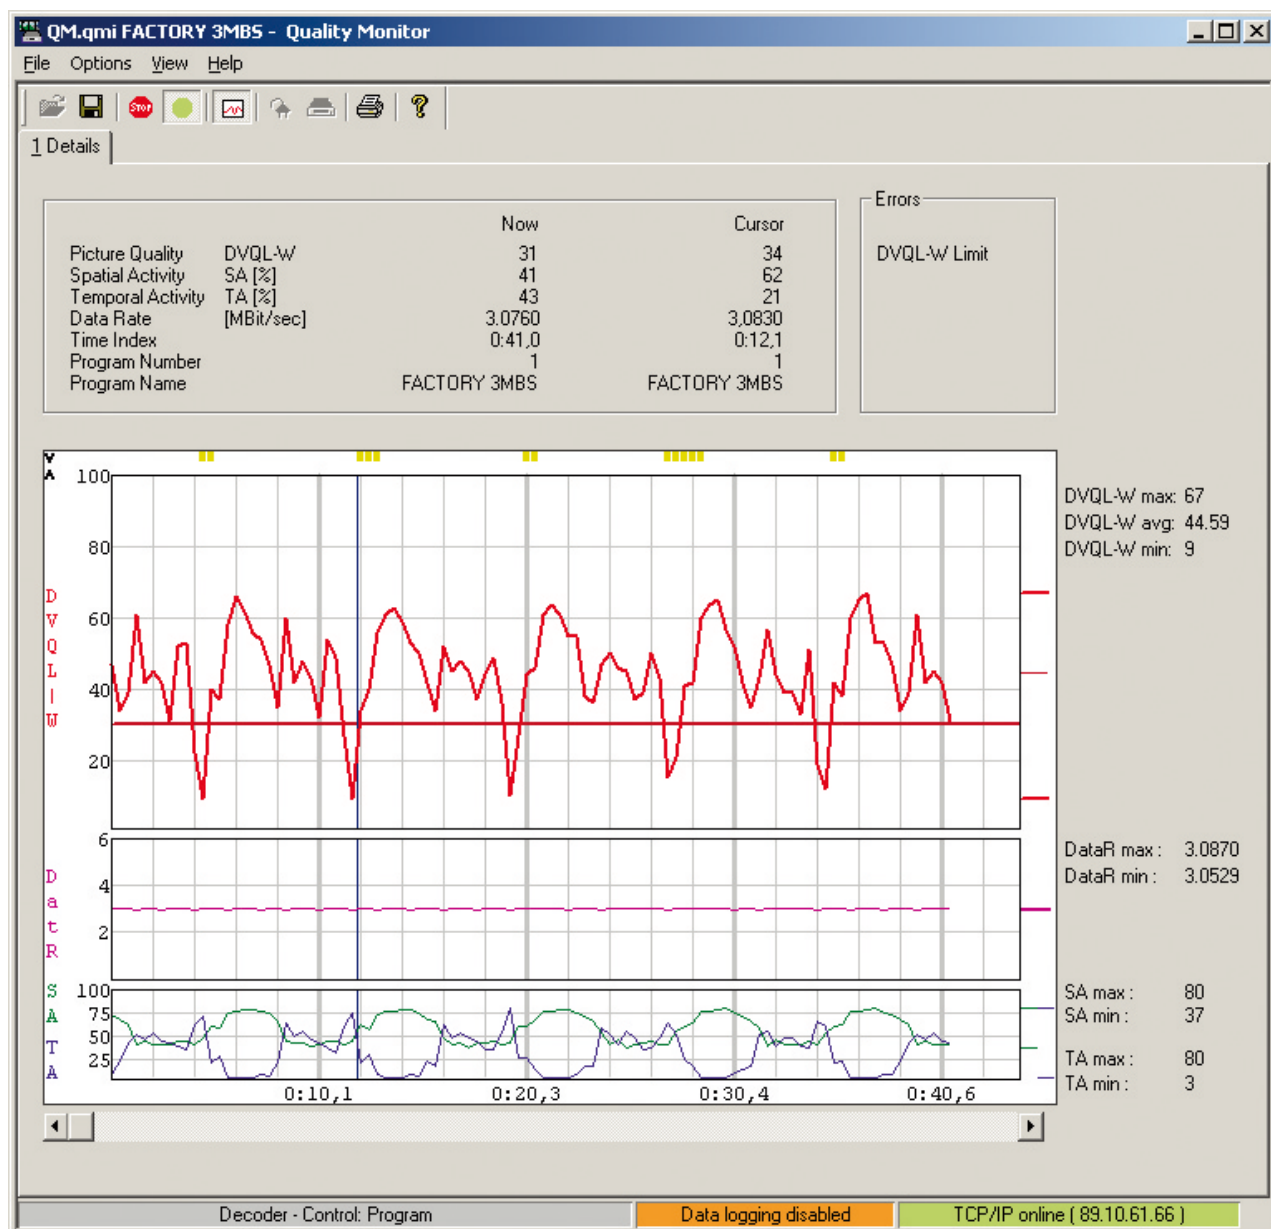 QM.qmi FACTORY 3MBS - Quality Monitor
File Options View Help
STOP
1 Details
Now Cursor
Picture Quality DVQL-W 31 34
Spatial Activity SA [%] 41 62
Temporal Activity TA [%] 43 21
Data Rate [MBit/sec] 3.0760 3,0830
Time Index 0:41,0 0:12,1
Program Number 1 1
Program Name FACTORY 3MBS FACTORY 3MBS
Errors
DVQL-W Limit
100
80
60
40
20
DVQL-W
DVQL-W max: 67
DVQL-W avg: 44.59
DVQL-W min: 9
6
4
2
DatR
DataR max : 3.0870
DataR min : 3.0529
100
75
50
25
SA TA
SA max : 80
SA min : 37
TA max : 80
TA min : 3
0:10,1 0:20,3 0:30,4 0:40,6
Decoder - Control: Program Data logging disabled TCP/IP online ( 89.10.61.66 )